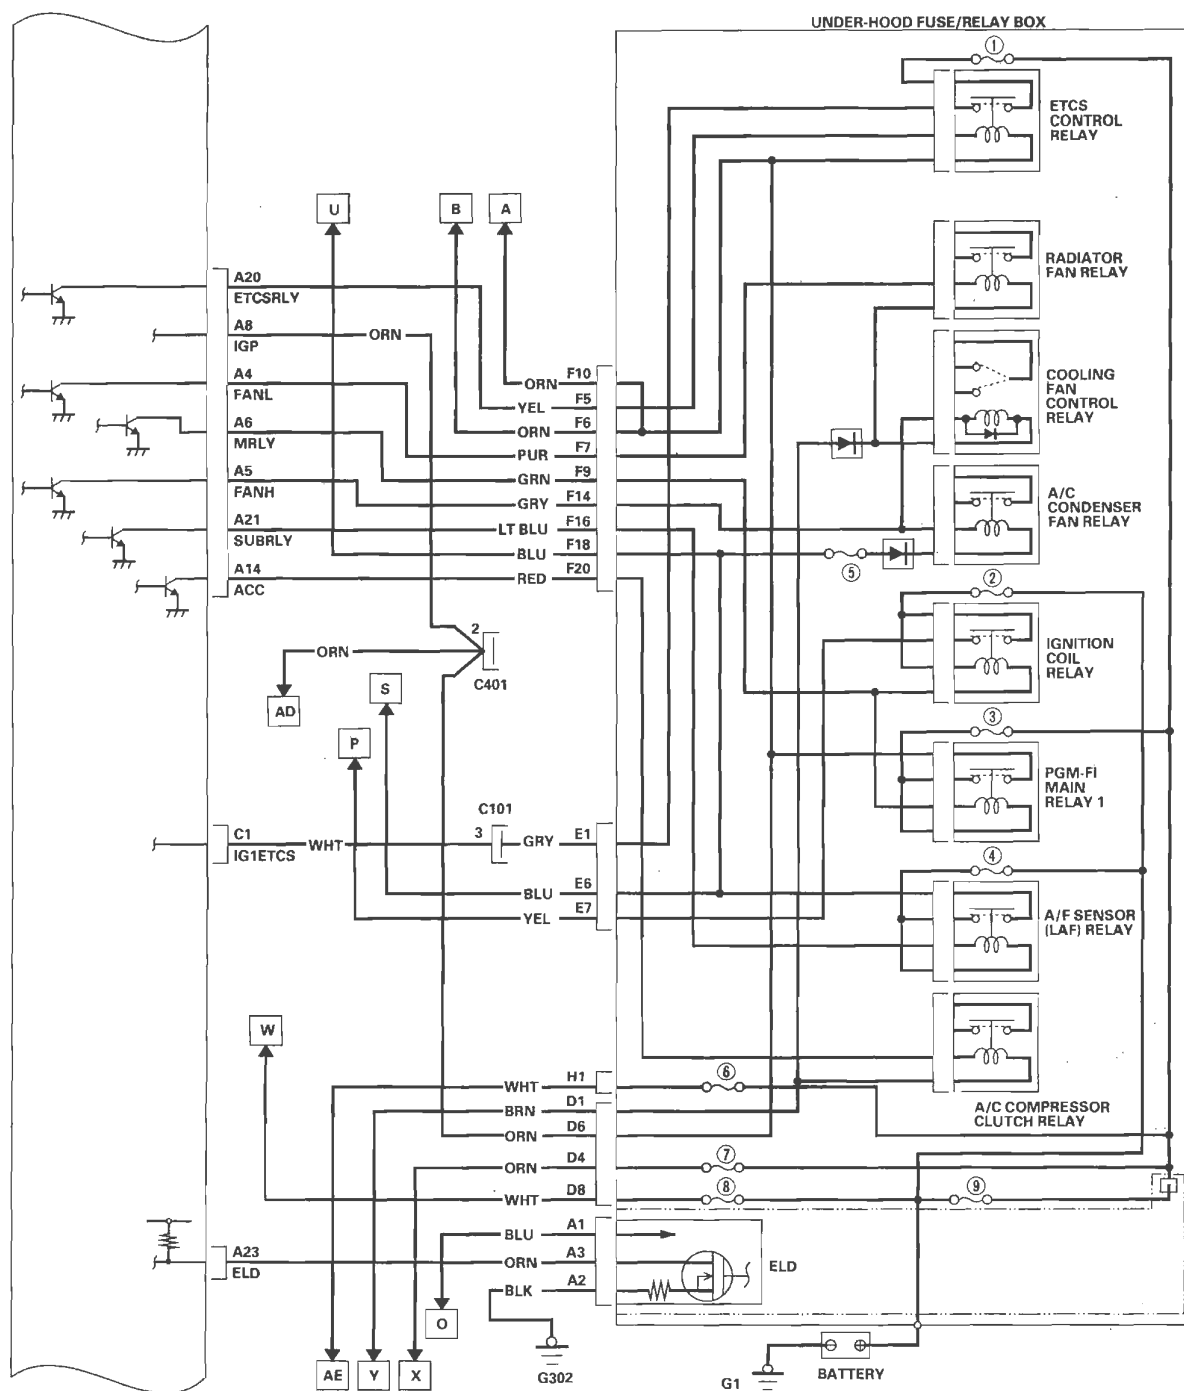 UNDER-HOOD FUSE/RELAY BOX
①
ETCS
CONTROL
RELAY
U
B
A
RADIATOR
FAN RELAY
A20
ETCSRLY
A8
IGP
ORN
A4
FANL
A6
MRLY
A5
FANH
A21
SUBRLY
A14
ACC
ORN F10
YEL F5
ORN F6
PUR F7
GRN F9
GRY F14
LT BLU F16
BLU F18
RED F20
COOLING
FAN
CONTROL
RELAY
A/C
CONDENSER
FAN RELAY
⑤
②
IGNITION
COIL
RELAY
2
ORN
C401
AD
S
P
③
PGM-FI
MAIN
RELAY 1
C101
C1
IG1ETCS
WHT
3
GRY E1
BLU E6
YEL E7
④
A/F SENSOR
(LAF) RELAY
W
WHT H1
⑥
BRN D1
ORN D6
A/C COMPRESSOR
CLUTCH RELAY
ORN D4
⑦
WHT D8
⑧
⑨
BLU A1
A23
ELD
ORN A3
ELD
BLK A2
O
G302
AE
Y
X
G1
BATTERY